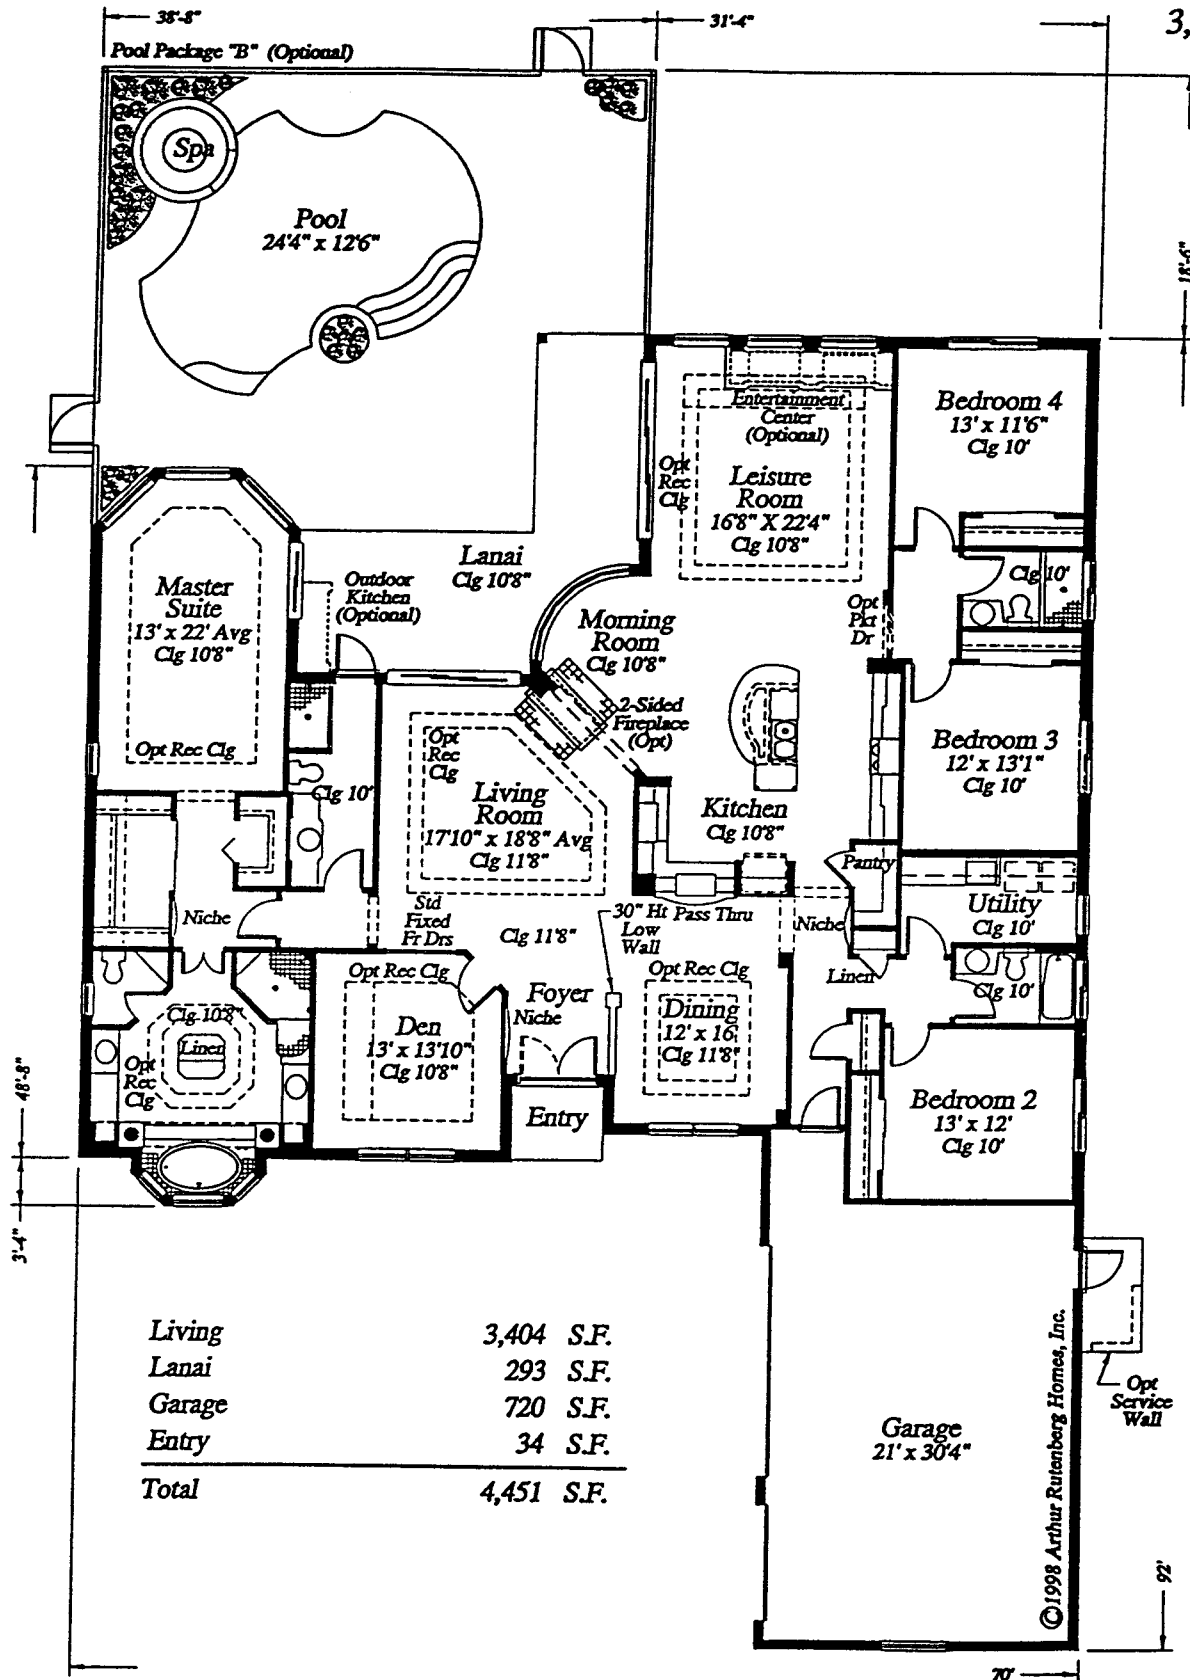 38'-8"
31'-4"
3,
Pool Package "B" (Optional)
Spa
Pool
24'4" x 12'6"
18'-6"
Entertainment
Center
(Optional)
Bedroom 4
13' x 11'6"
Clg 10'
Opt
Rec
Clg
Leisure
Room
16'8" X 22'4"
Clg 10'8"
Lanai
Clg 10'8"
Outdoor
Kitchen
(Optional)
Clg 10'
Master
Suite
13' x 22' Avg
Clg 10'8"
Opt Rec Clg
Morning
Room
Clg 10'8"
Opt
Pkt
Dr
2-Sided
Fireplace
(Opt)
Opt
Rec
Clg
Bedroom 3
12' x 13'1"
Clg 10'
Clg 10'
Living
Room
17'10" x 18'8" Avg
Clg 11'8"
Kitchen
Clg 10'8"
Pantry
Utility
Clg 10'
Niche
Std
Fixed
Fr Drs
Clg 11'8"
30" Ht
Low
Wall
Pass Thru
Niche
Linen
Clg 10'
Opt Rec Clg
Foyer
Niche
Opt Rec Clg
Dining
12' x 16
Clg 11'8"
Den
13' x 13'10"
Clg 10'8"
Clg 10'8"
Linen
Opt
Rec
Clg
Entry
Bedroom 2
13' x 12'
Clg 10'
48'-8"
3'-4"
Living 3,404 S.F.
Lanai 293 S.F.
Garage 720 S.F.
Entry 34 S.F.
Total 4,451 S.F.
Opt
Service
Wall
Garage
21' x 30'4"
©1998 Arthur Rutenberg Homes, Inc.
92'
70'